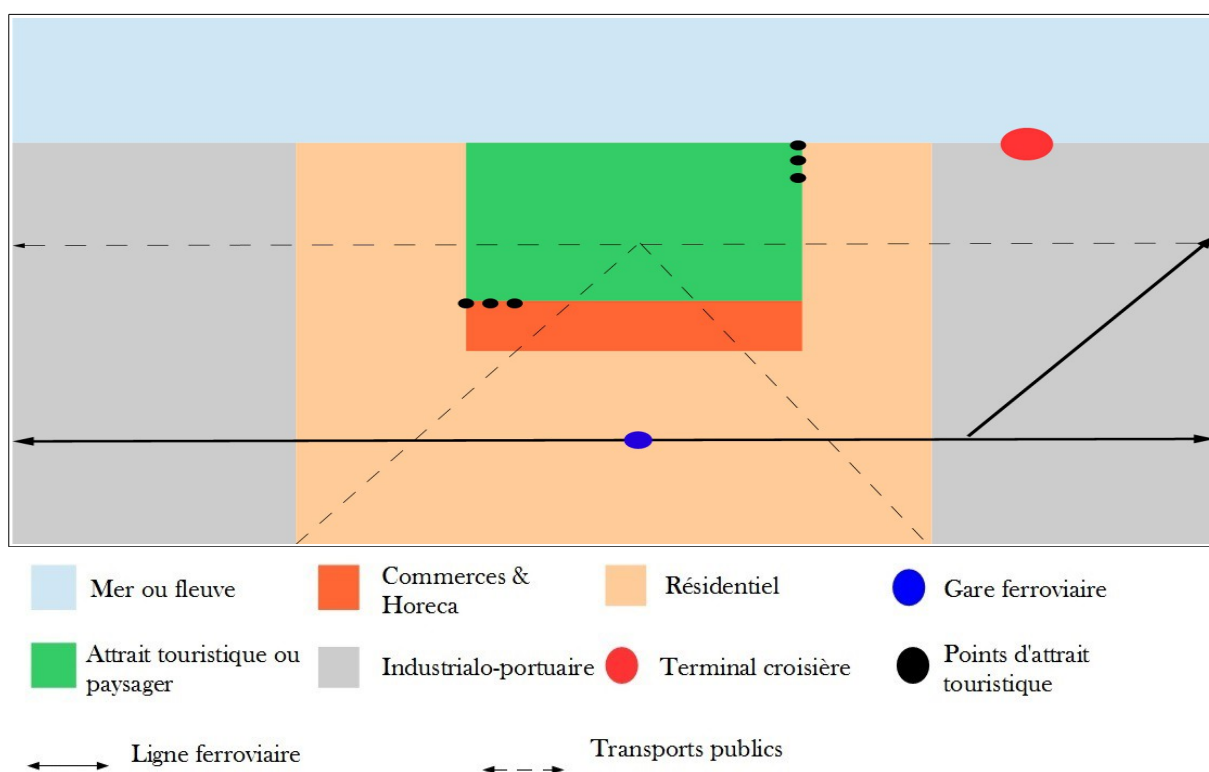 Mer ou fleuve
Commerces &
Horeca
Résidentiel
Gare ferroviaire
Attrait touristique ou
paysager
Industrialo-portuaire
Terminal croisière
Points d'attrait
touristique
Ligne ferroviaire
Transports publics